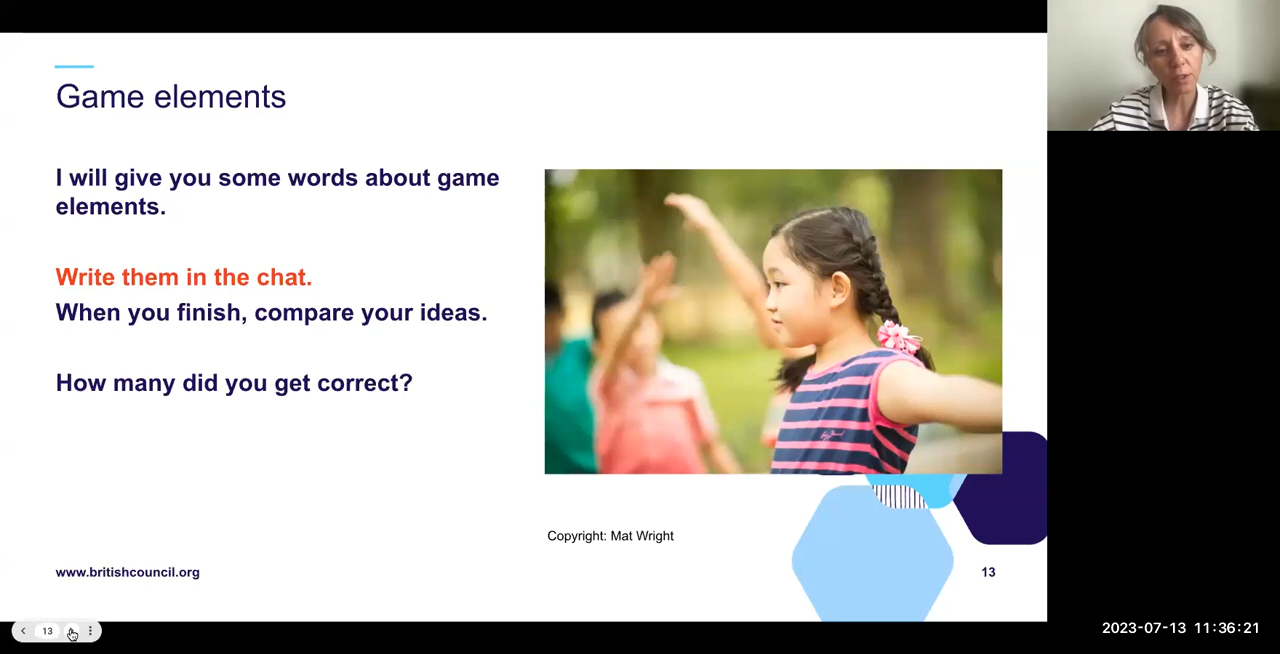 Game elements
I will give you some words about game
elements.
Write them in the chat.
When you finish, compare your ideas.
How many did you get correct?
Copyright: Mat Wright
www.britishcouncil.org
13
13
2023-07-13 11:36:21